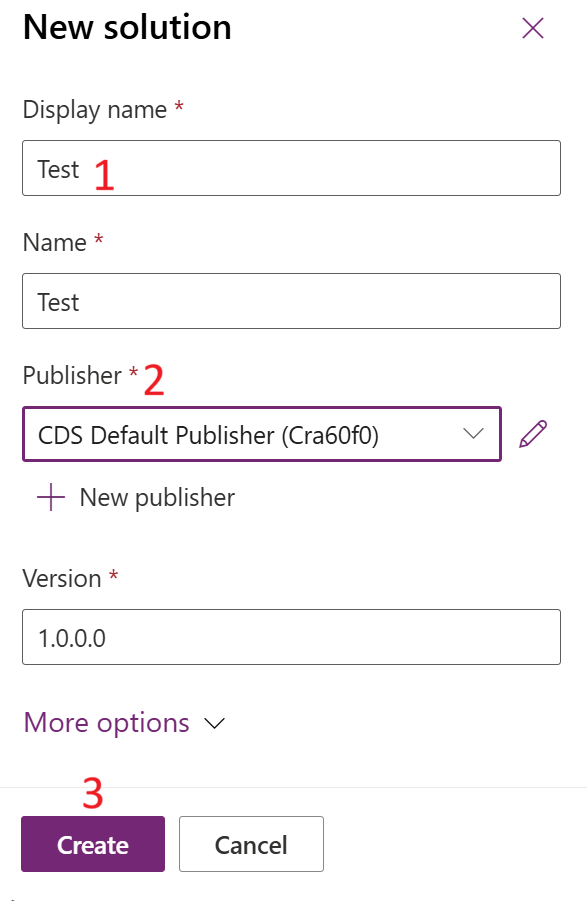 New solution
Display name *
Test 1
Name *
Test
Publisher * 2
CDS Default Publisher (Cra60f0)
New publisher
Version *
1.0.0.0
More options
3
Create Cancel